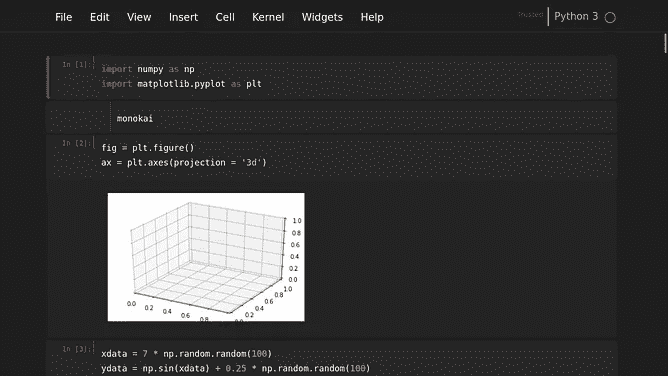 File Edit View Insert Cell Kernel Widgets Help Trusted Python 3
In [1]: import numpy as np
import matplotlib.pyplot as plt
monokai
In [2]: fig = plt.figure()
ax = plt.axes(projection = '3d')
1.0
0.8
0.6
0.4
0.2
0.0
1.0
0.8
0.6
0.4
0.2
0.0
0.0 0.2 0.4 0.6 0.8
In [3]: xdata = 7 * np.random.random(100)
ydata = np.sin(xdata) + 0.25 * np.random.random(100)